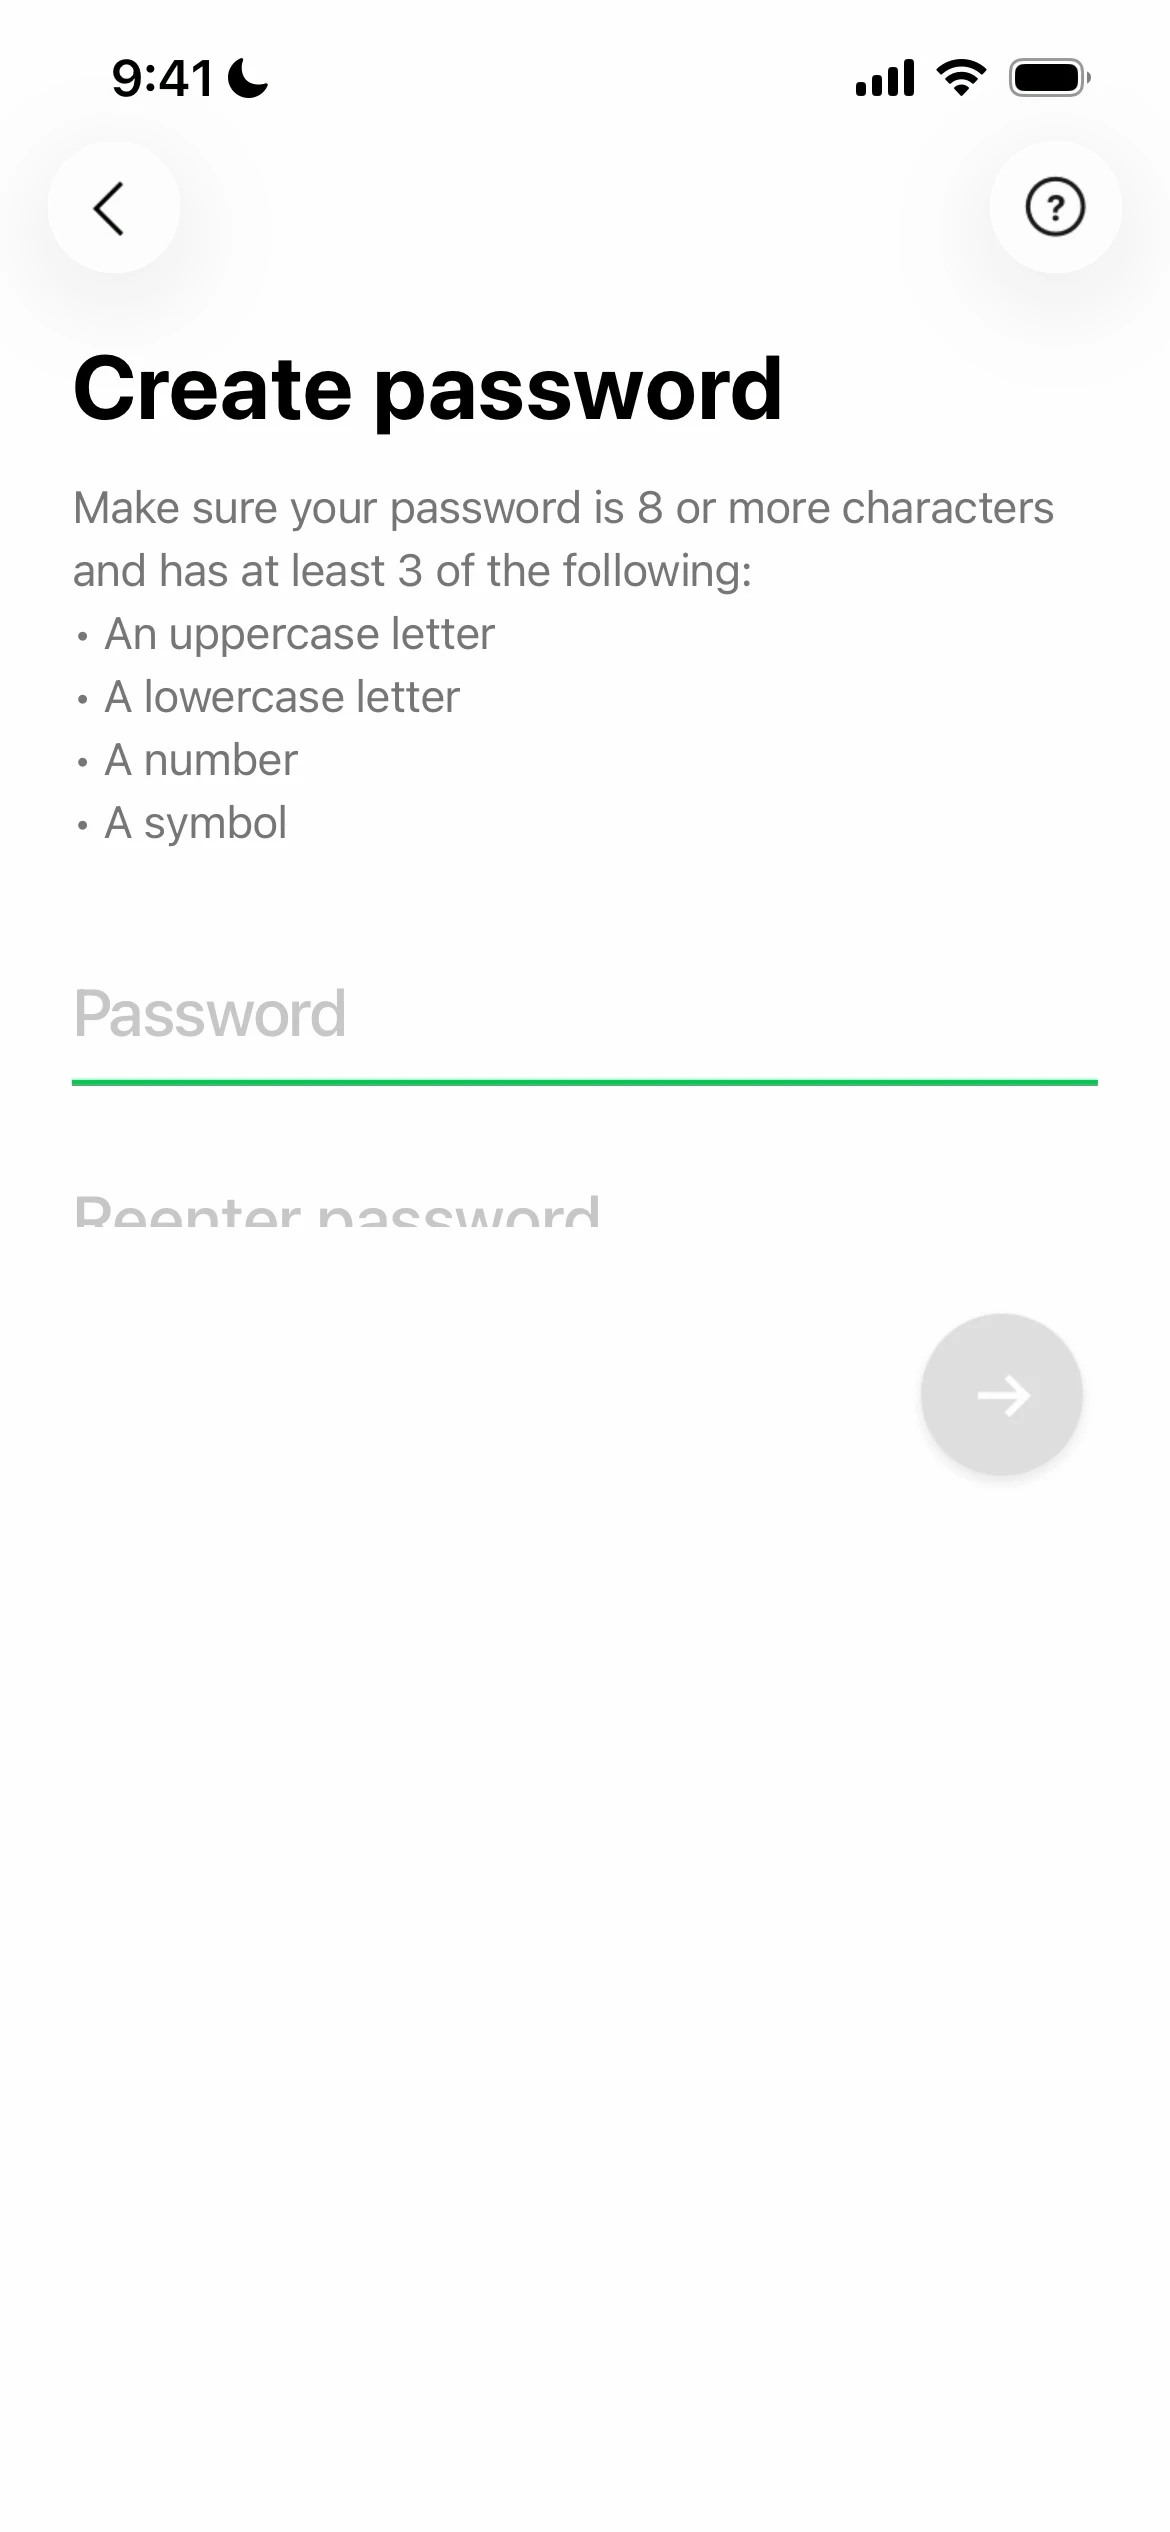 9:41
?
Create password
Make sure your password is 8 or more characters
and has at least 3 of the following:
• An uppercase letter
• A lowercase letter
• A number
• A symbol
Password
Reenter password